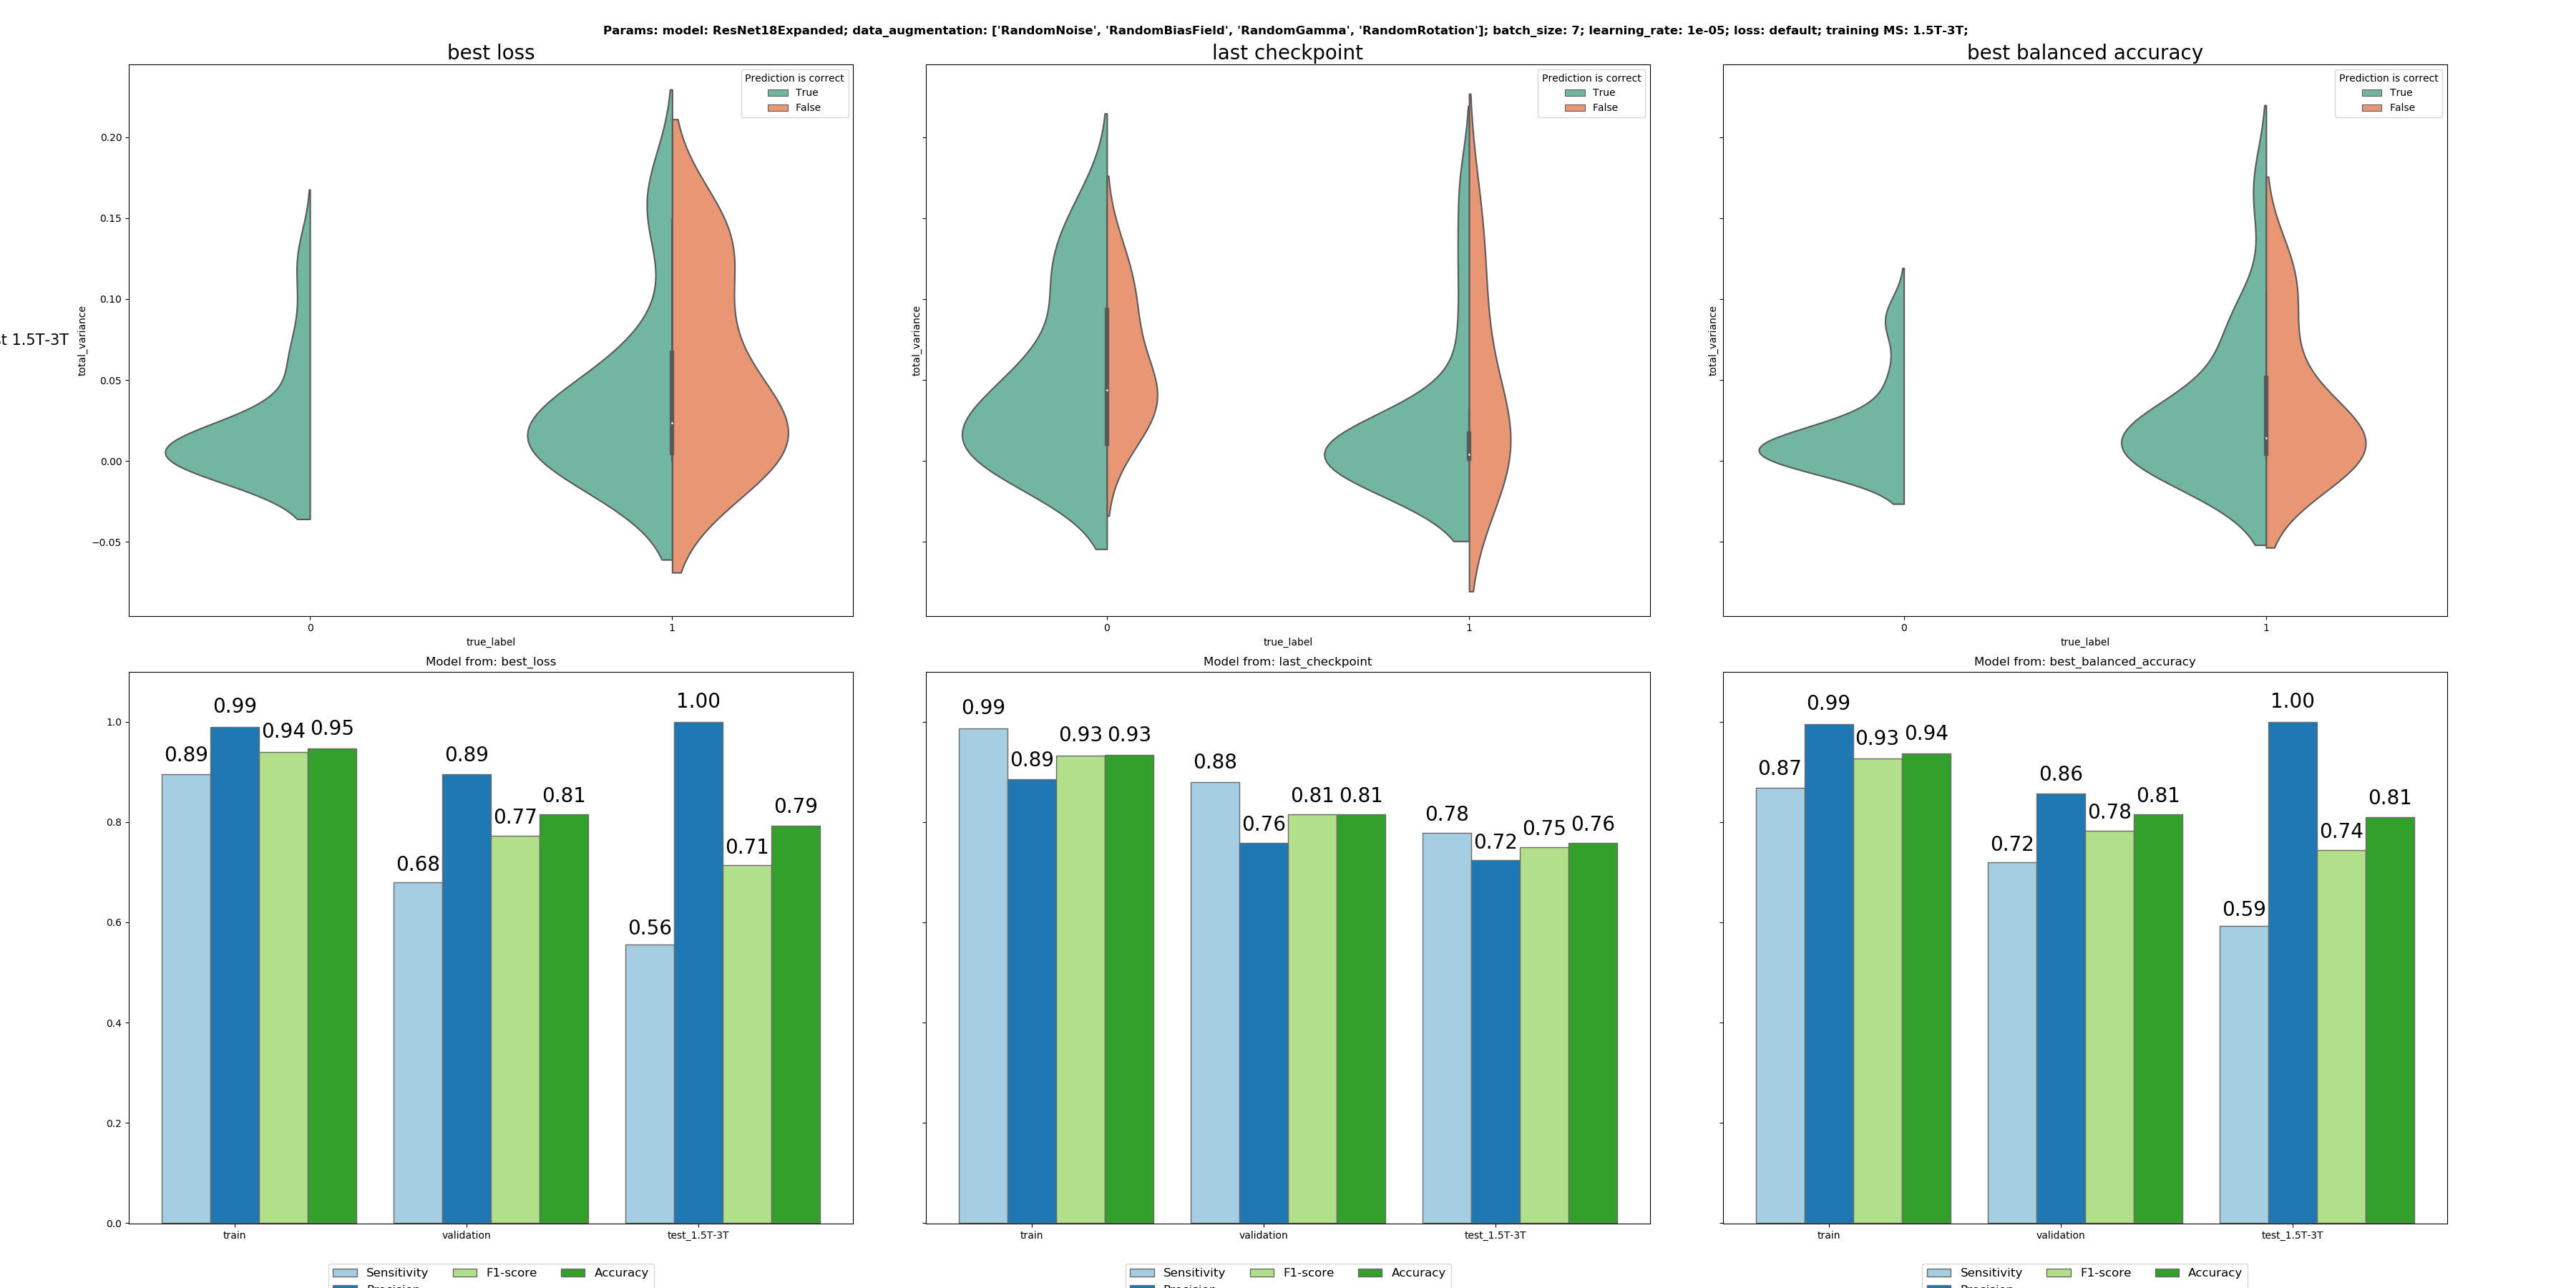 Params: model: ResNet18Expanded; data_augmentation: ['RandomNoise', 'RandomBiasField', 'RandomGamma', 'RandomRotation']; batch_size: 7; learning_rate: 1e-05; loss: default; training MS: 1.5T-3T;
best loss
last checkpoint
best balanced accuracy
1.5T-3T
total_variance
0.20
0.15
0.10
0.05
0.00
−0.05
Prediction is correct
True
False
0
1
true_label
total_variance
Prediction is correct
True
False
0
1
true_label
total_variance
Prediction is correct
True
False
0
1
true_label
Model from: best_loss
1.0
0.8
0.6
0.4
0.2
0.0
0.89 0.99 0.94 0.95
0.68 0.89 0.77 0.81
0.56 1.00 0.71 0.79
train validation test_1.5T-3T
Sensitivity F1-score Accuracy
Precision
Model from: last_checkpoint
0.99 0.89 0.93 0.93
0.88 0.76 0.81 0.81
0.78 0.72 0.75 0.76
train validation test_1.5T-3T
Sensitivity F1-score Accuracy
Precision
Model from: best_balanced_accuracy
0.87 0.99 0.93 0.94
0.72 0.86 0.78 0.81
0.59 1.00 0.74 0.81
train validation test_1.5T-3T
Sensitivity F1-score Accuracy
Precision